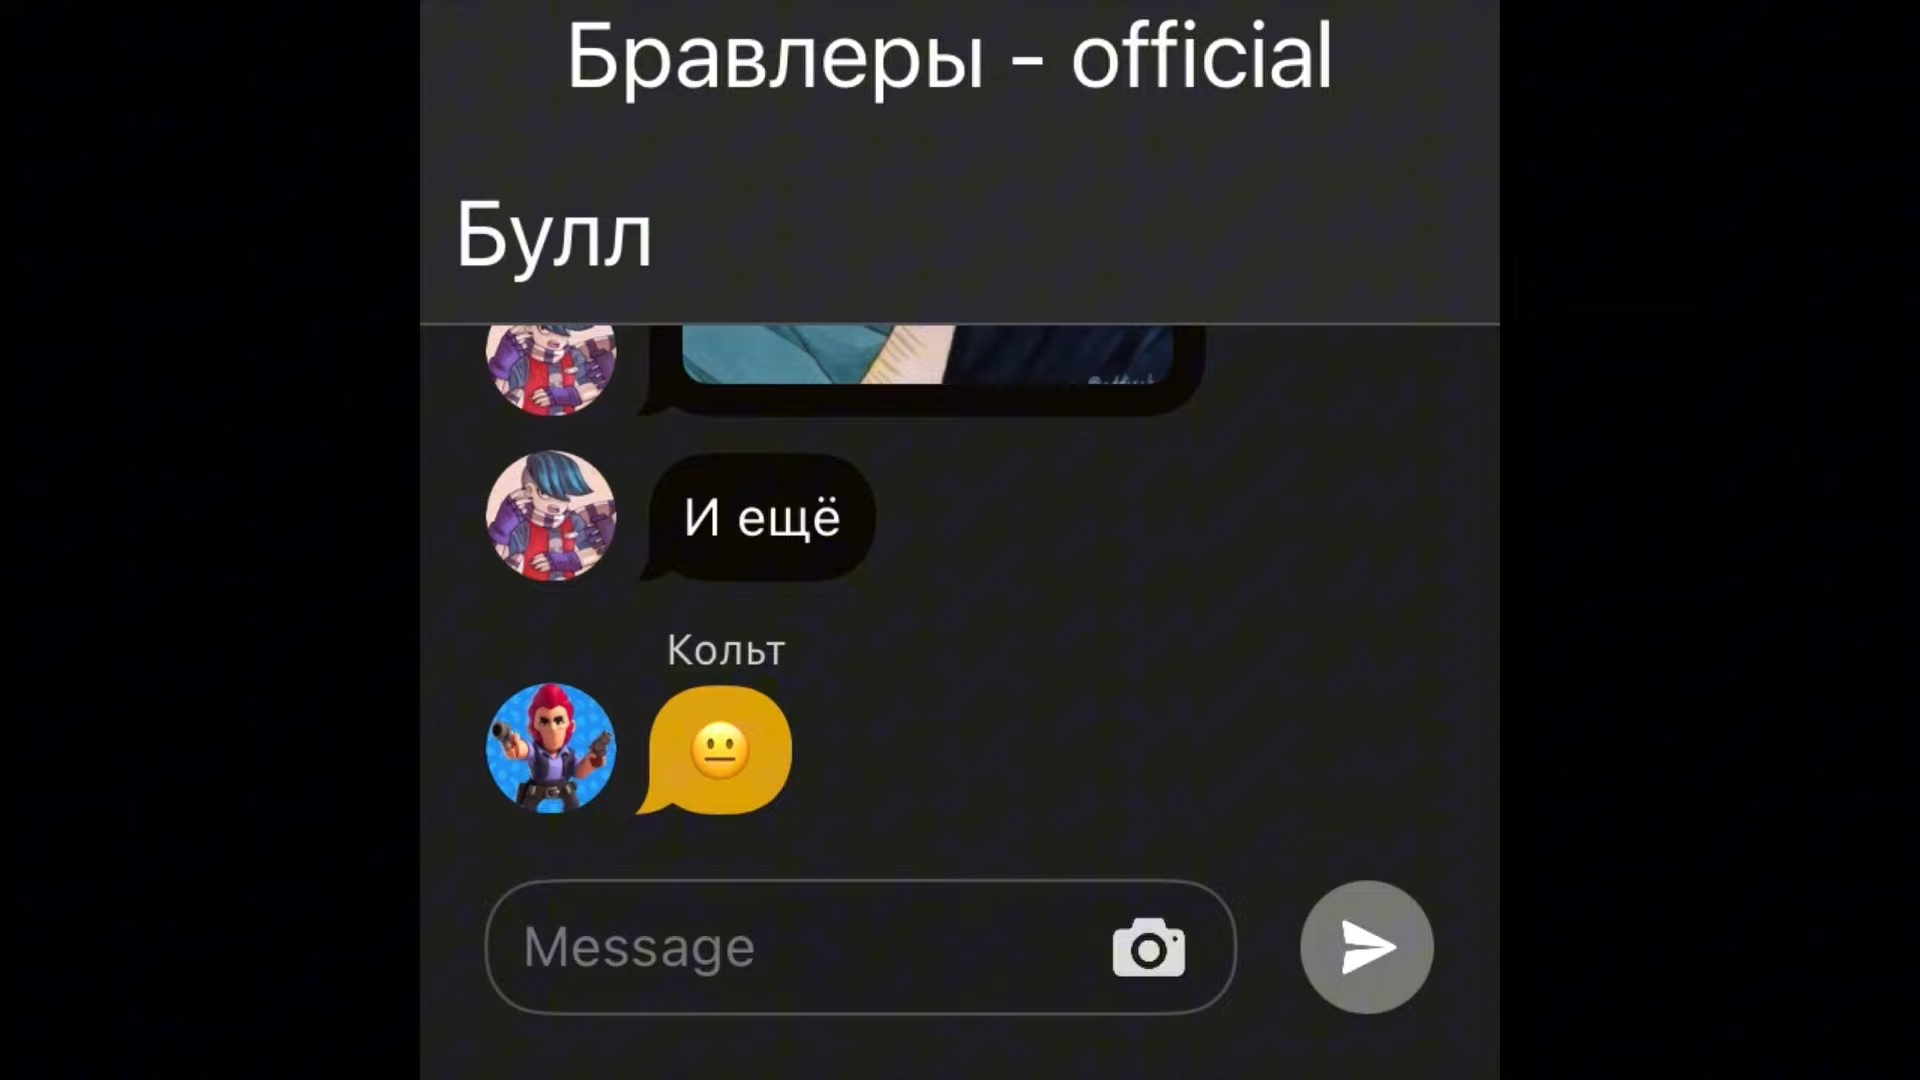 Бравлеры - official
Булл
И ещё
Кольт
Message